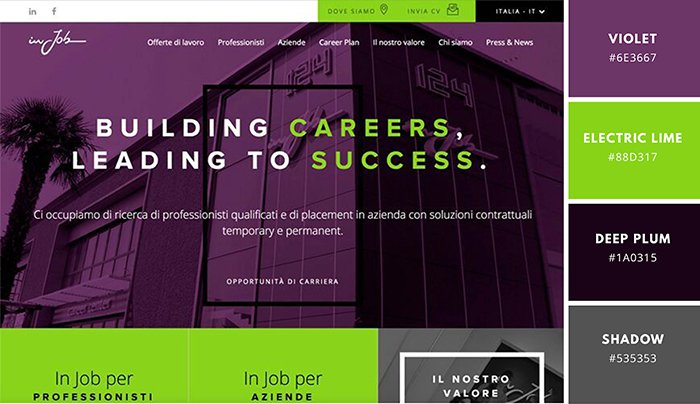 in f
DOVE SIAMO INVIA CV ITALIA - IT
in Job
Offerte di lavoro Professionisti Aziende Career Plan Il nostro valore Chi siamo Press & News
124 124
BUILDING CAREERS,
LEADING TO SUCCESS.
Ci occupiamo di ricerca di professionisti qualificati e di placement in azienda con soluzioni contrattuali
temporary e permanent.
OPPORTUNITÀ DI CARRIERA
In Job per
PROFESSIONISTI
In Job per
AZIENDE
IL NOSTRO
VALORE
VIOLET
#6E3667
ELECTRIC LIME
#88D317
DEEP PLUM
#1A0315
SHADOW
#535353